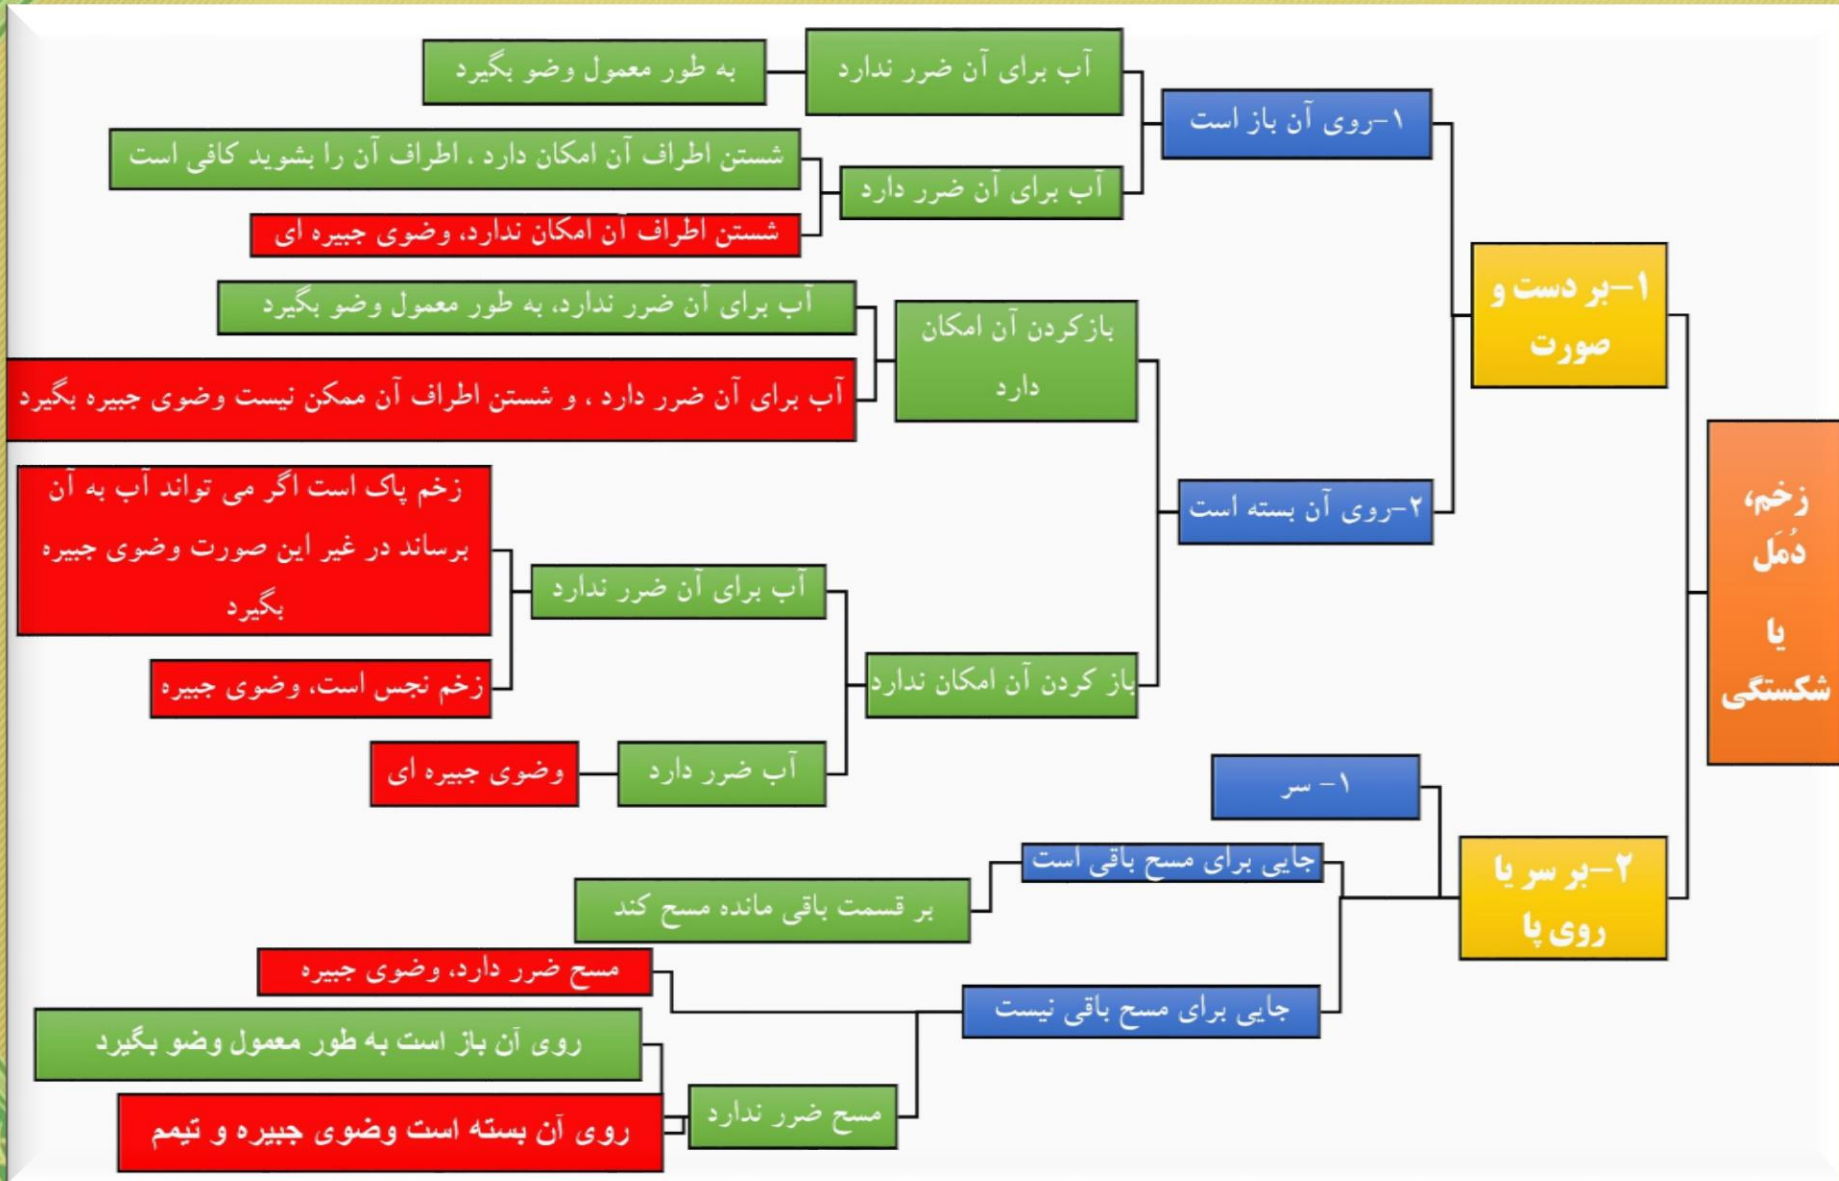 زخم،
دُمَل
یا
شکستگی
۱-بر دست و
صورت
۱-روی آن باز است
آب برای آن ضرر ندارد
به طور معمول وضو بگیرد
آب برای آن ضرر دارد
شستن اطراف آن امکان دارد ، اطراف آن را بشوید کافی است
شستن اطراف آن امکان ندارد، وضوی جبیره ای
۲-روی آن بسته است
بازکردن آن امکان
دارد
آب برای آن ضرر ندارد، به طور معمول وضو بگیرد
آب برای آن ضرر دارد ، و شستن اطراف آن ممکن نیست وضوی جبیره بگیرد
باز کردن آن امکان ندارد
آب برای آن ضرر ندارد
زخم پاک است اگر می تواند آب به آن
برساند در غیر این صورت وضوی جبیره
بگیرد
زخم نجس است، وضوی جبیره
آب ضرر دارد
وضوی جبیره ای
۲-بر سر یا
روی پا
۱- سر
جایی برای مسح باقی است
بر قسمت باقی مانده مسح کند
جایی برای مسح باقی نیست
مسح ضرر دارد، وضوی جبیره
مسح ضرر ندارد
روی آن باز است به طور معمول وضو بگیرد
روی آن بسته است وضوی جبیره و تیمم